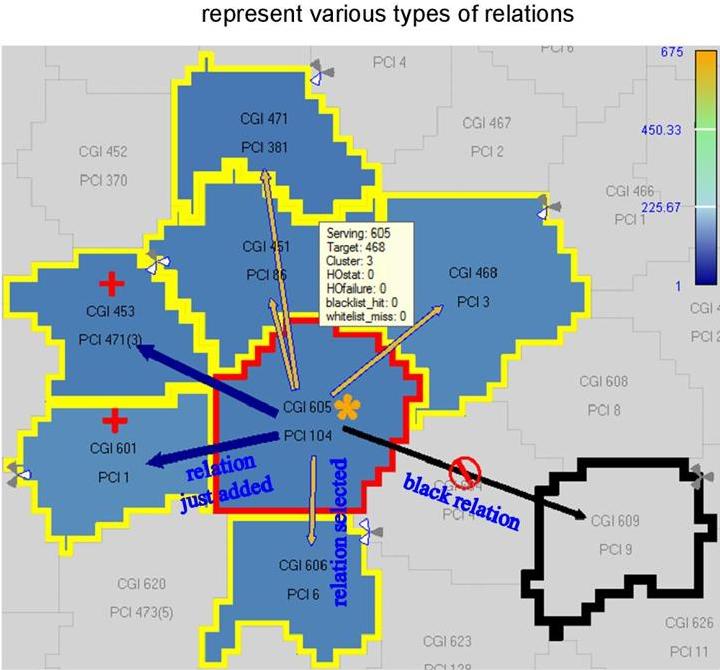 represent various types of relations
PCI 4
PCI 6
675
CGI 471
PCI 381
CGI 467
PCI 2
450.33
CGI 452
PCI 370
CGI 466
PCI 1
225.67
Serving: 605
Target: 468
Cluster: 3
HOstat: 0
HOfailure: 0
blacklist_hit: 0
whitelist_miss: 0
CGI 451
PCI 86
CGI 468
PCI 3
1
CGI 453
PCI 471(3)
CGI 4
PCI 2
CGI 608
PCI 8
CGI 605
PCI 104
CGI 601
PCI 1
relation
just added
relation selected
black relation
CGI 609
PCI 9
CGI 606
PCI 6
CGI 620
PCI 473(5)
CGI 623
PCI 128
CGI 626
PCI 11